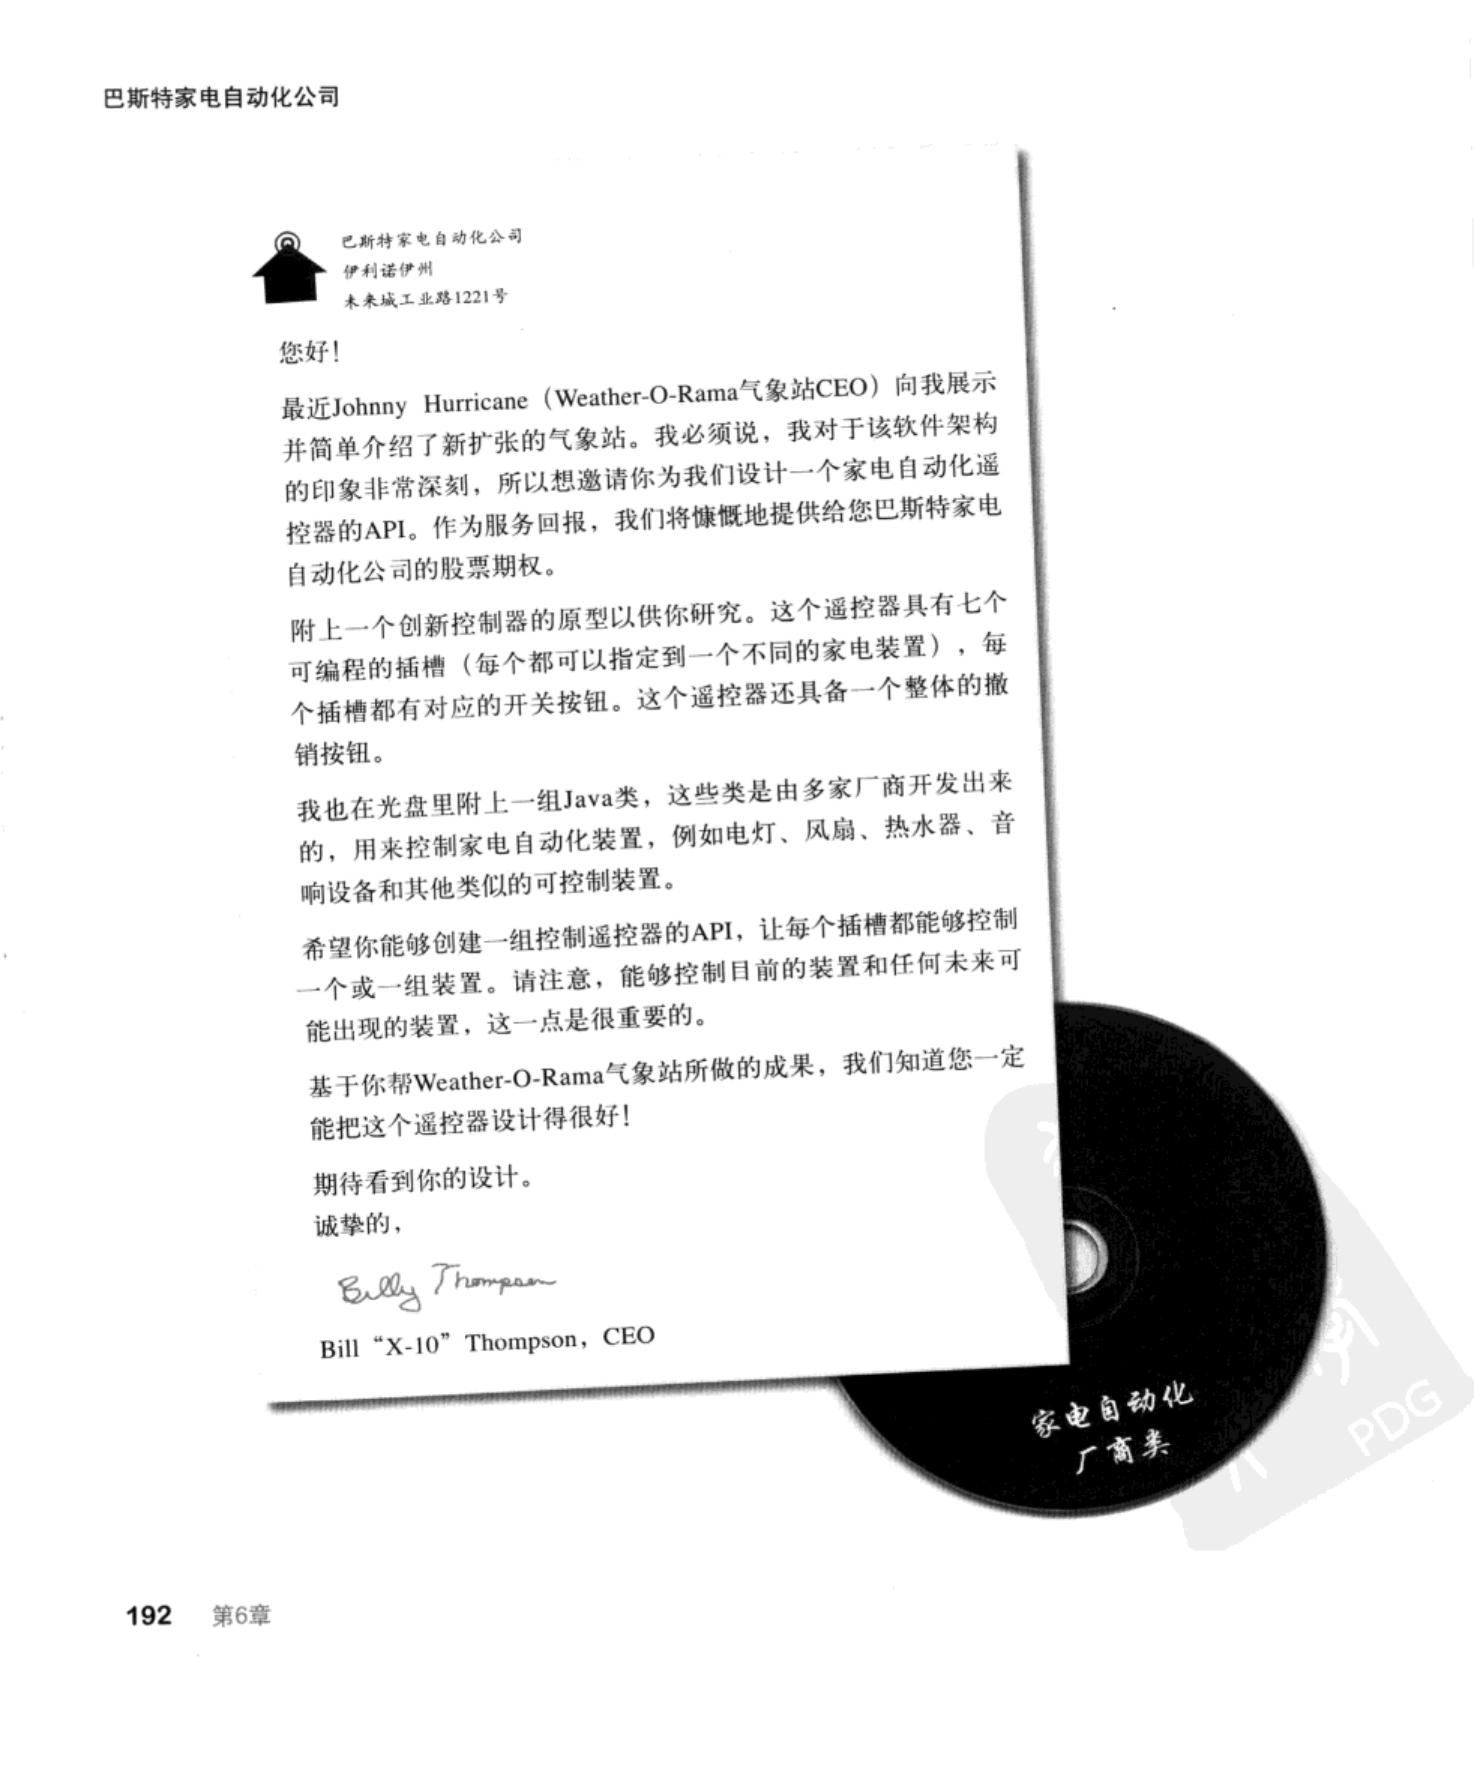 巴斯特家电自动化公司
巴斯特家电自动化公司
伊利诺伊州
未来城工业路1221号
您好！
最近Johnny Hurricane（Weather-O-Rama气象站CEO）向我展示
并简单介绍了新扩张的气象站。我必须说，我对于该软件架构
的印象非常深刻，所以想邀请你为我们设计一个家电自动化遥
控器的API。作为服务回报，我们将慷慨地提供给您巴斯特家电
自动化公司的股票期权。
附上一个创新控制器的原型以供你研究。这个遥控器具有七个
可编程的插槽（每个都可以指定到一个不同的家电装置），每
个插槽都有对应的开关按钮。这个遥控器还具备一个整体的撤
销按钮。
我也在光盘里附上一组Java类，这些类是由多家厂商开发出来
的，用来控制家电自动化装置，例如电灯、风扇、热水器、音
响设备和其他类似的可控制装置。
希望你能够创建一组控制遥控器的API，让每个插槽都能够控制
一个或一组装置。请注意，能够控制目前的装置和任何未来可
能出现的装置，这一点是很重要的。
基于你帮Weather-O-Rama气象站所做的成果，我们知道您一定
能把这个遥控器设计得很好！
期待看到你的设计。
诚挚的，
Billy Thompson
Bill “X-10” Thompson，CEO
家电自动化
厂商类
PDG
192 第6章